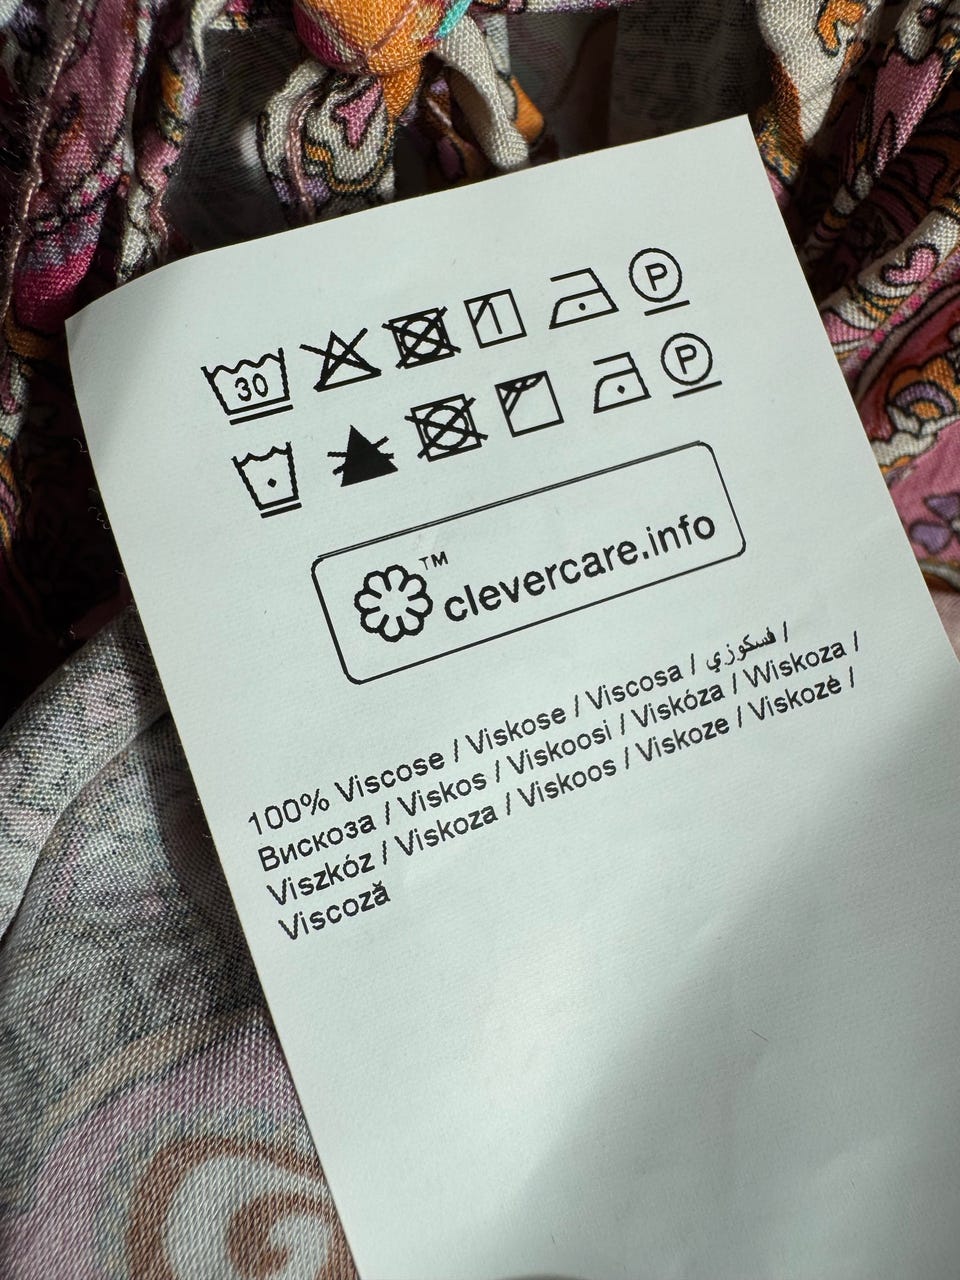 30 P
P
TM
clevercare.info
100% Viscose / Viskose / Viscosa / فسكوزي /
Вискоза / Viskos / Viskoosi / Viskóza / Wiskoza /
Viszkóz / Viskoza / Viskoos / Viskoze / Viskozė /
Viscoză